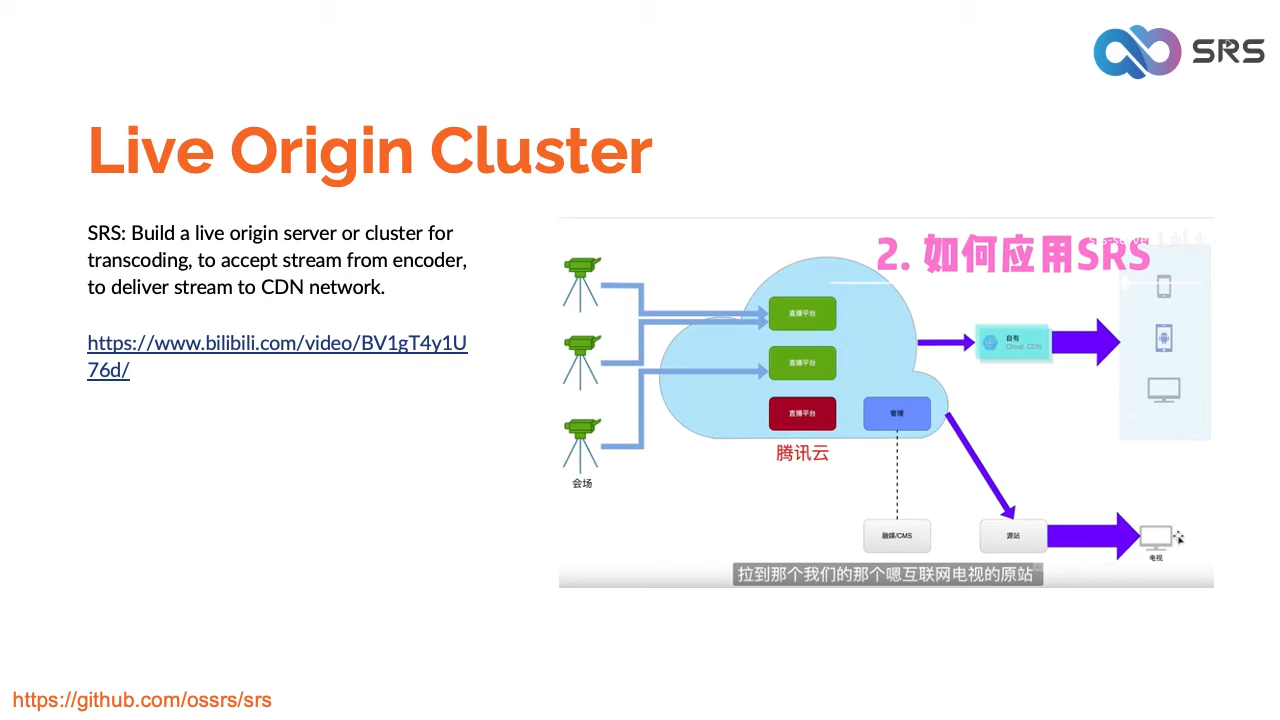 SRS
Live Origin Cluster
SRS: Build a live origin server or cluster for
transcoding, to accept stream from encoder,
to deliver stream to CDN network.
https://www.bilibili.com/video/BV1gT4y1U
76d/
2. 如何应用SRS
直播平台
直播平台
直播平台
管理
自有
Cloud CDN
腾讯云
会场
融媒/CMS
源站
电视
拉到那个我们的那个嗯互联网电视的原站
https://github.com/ossrs/srs